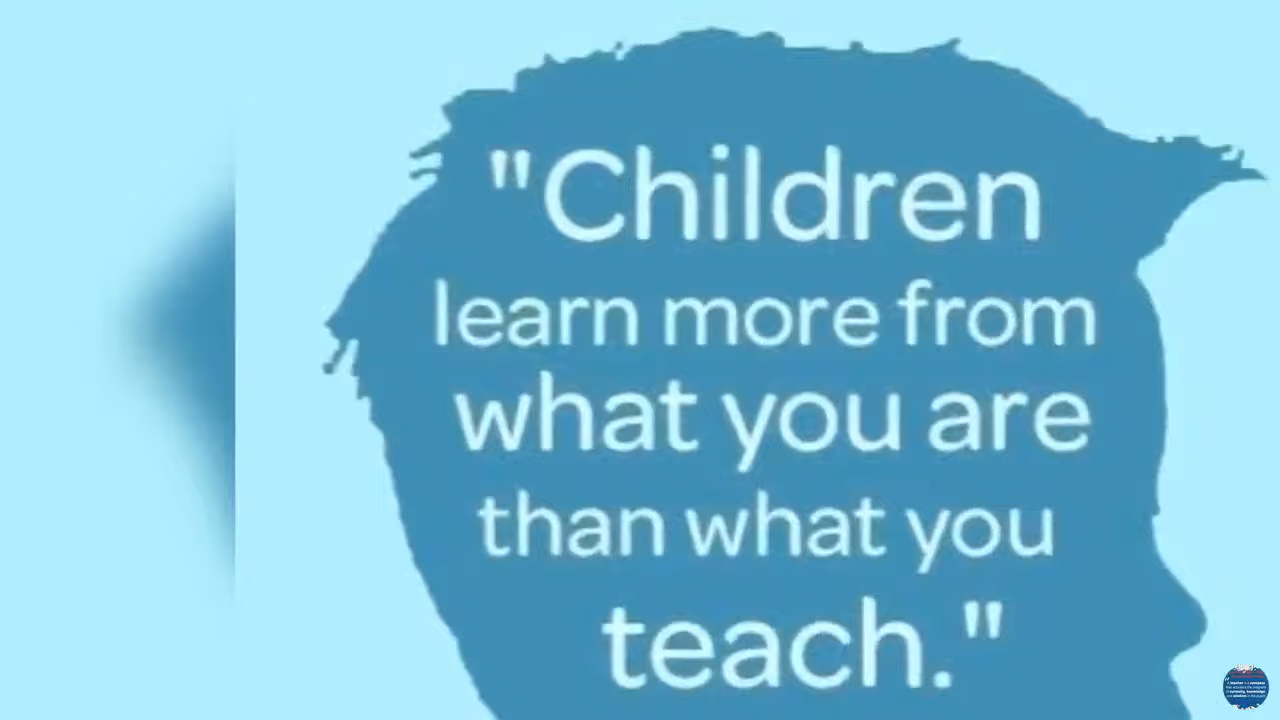 "Children
learn more from
what you are
than what you
teach."